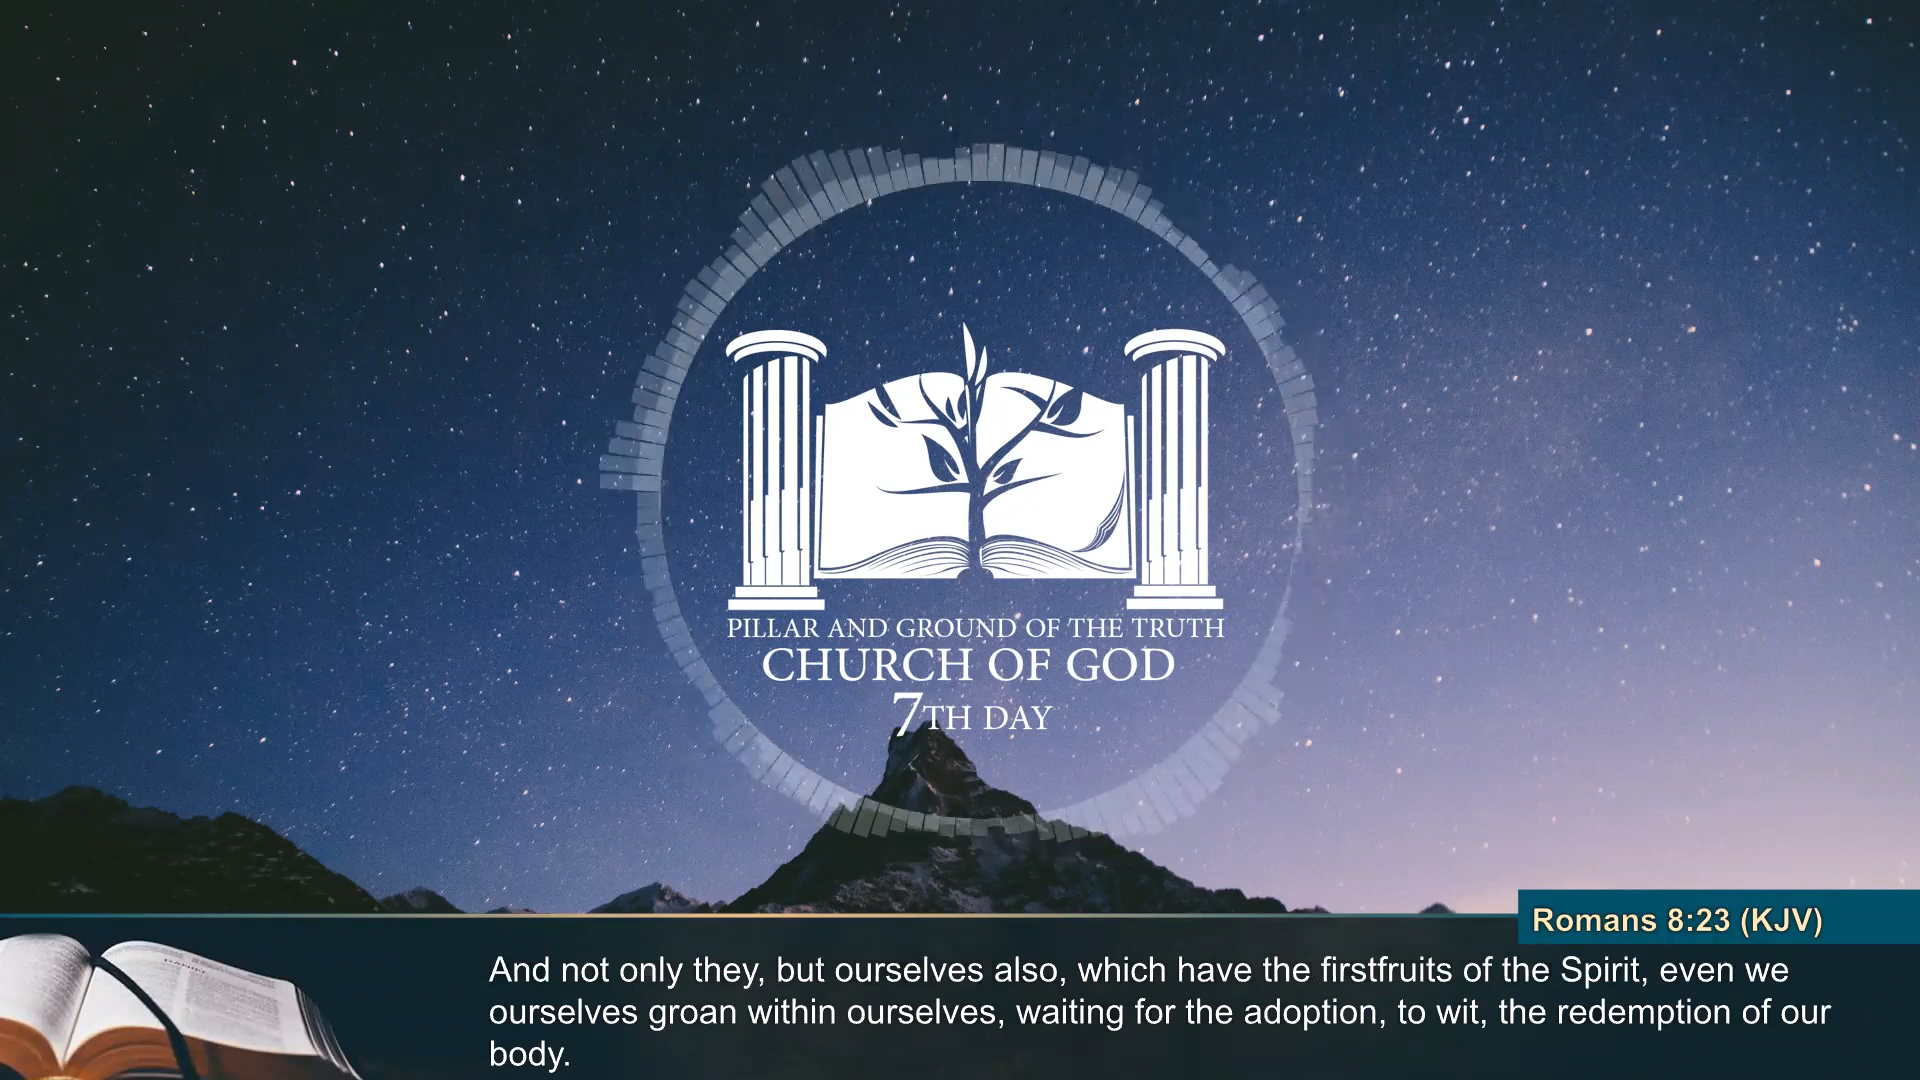 PILLAR AND GROUND OF THE TRUTH
CHURCH OF GOD
7TH DAY
Romans 8:23 (KJV)
And not only they, but ourselves also, which have the firstfruits of the Spirit, even we
ourselves groan within ourselves, waiting for the adoption, to wit, the redemption of our
body.
DANIEL